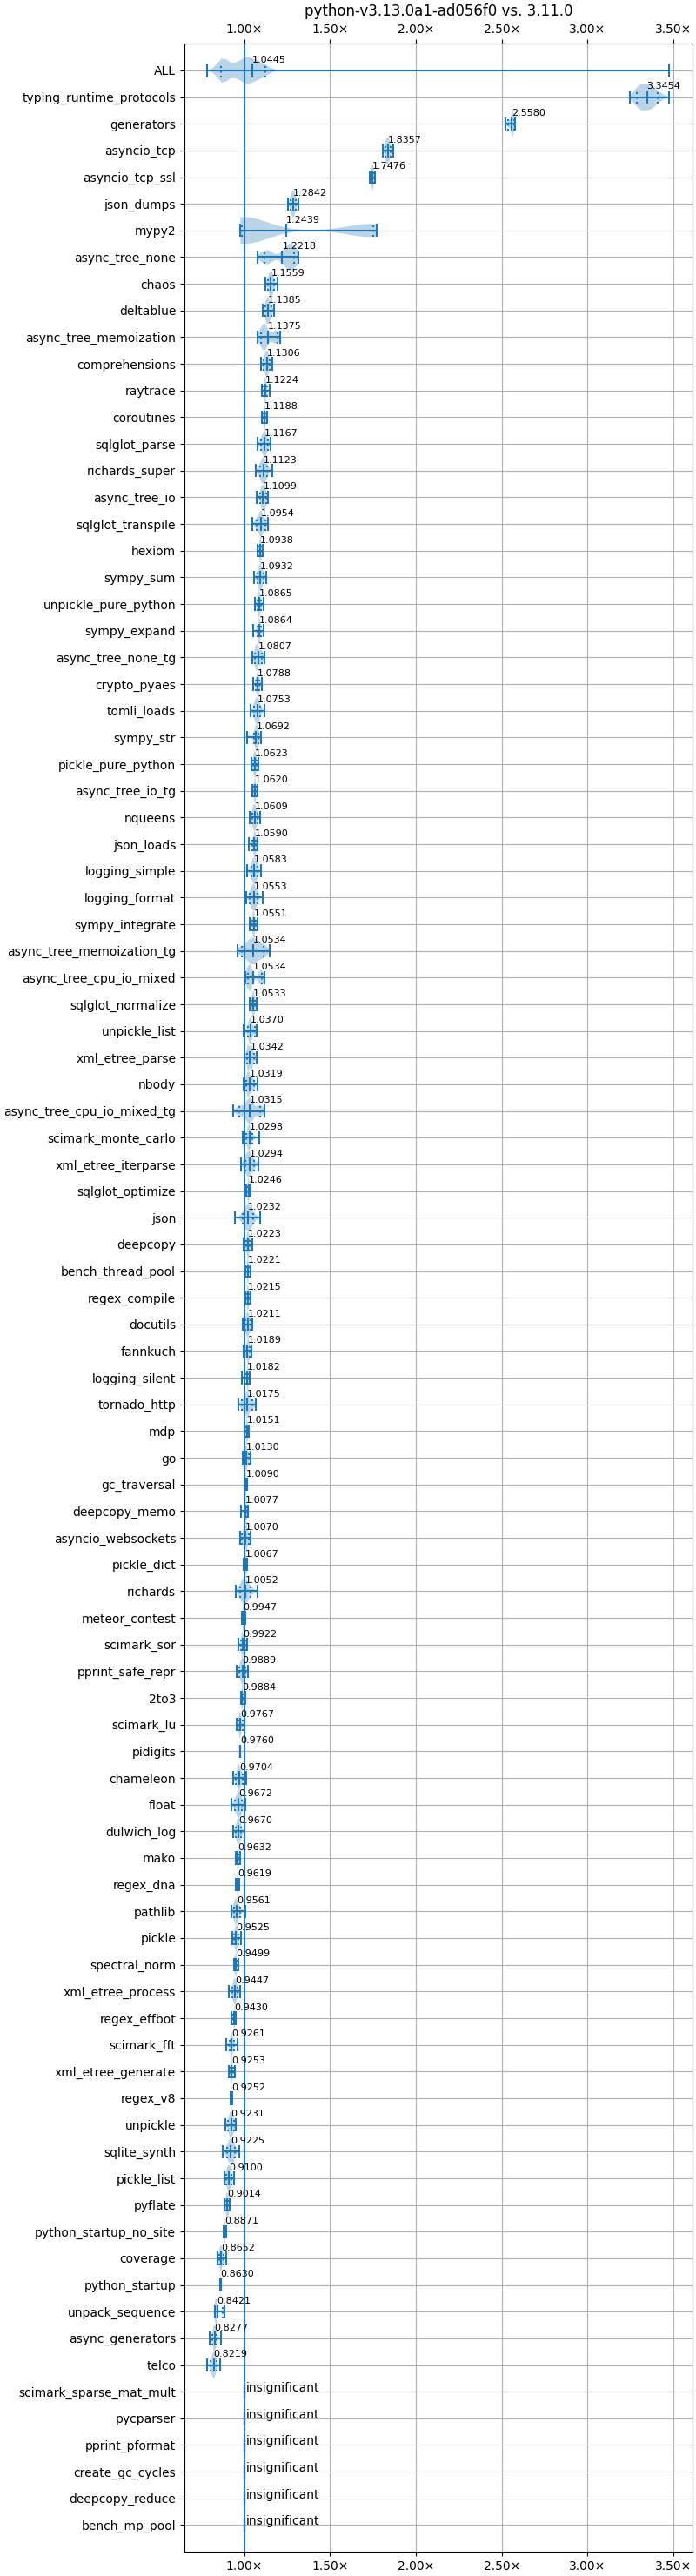 python-v3.13.0a1-ad056f0 vs. 3.11.0
1.00× 1.50× 2.00× 2.50× 3.00× 3.50×
ALL 1.0445
typing_runtime_protocols 3.3454
generators 2.5580
asyncio_tcp 1.8357
asyncio_tcp_ssl 1.7476
json_dumps 1.2842
mypy2 1.2439
async_tree_none 1.2218
chaos 1.1559
deltablue 1.1385
async_tree_memoization 1.1375
comprehensions 1.1306
raytrace 1.1224
coroutines 1.1188
sqlglot_parse 1.1167
richards_super 1.1123
async_tree_io 1.1099
sqlglot_transpile 1.0954
hexiom 1.0938
sympy_sum 1.0932
unpickle_pure_python 1.0865
sympy_expand 1.0864
async_tree_none_tg 1.0807
crypto_pyaes 1.0788
tomli_loads 1.0753
sympy_str 1.0692
pickle_pure_python 1.0623
async_tree_io_tg 1.0620
nqueens 1.0609
json_loads 1.0590
logging_simple 1.0583
logging_format 1.0553
sympy_integrate 1.0551
async_tree_memoization_tg 1.0534
async_tree_cpu_io_mixed 1.0534
sqlglot_normalize 1.0533
unpickle_list 1.0370
xml_etree_parse 1.0342
nbody 1.0319
async_tree_cpu_io_mixed_tg 1.0315
scimark_monte_carlo 1.0298
xml_etree_iterparse 1.0294
sqlglot_optimize 1.0246
json 1.0232
deepcopy 1.0223
bench_thread_pool 1.0221
regex_compile 1.0215
docutils 1.0211
fannkuch 1.0189
logging_silent 1.0182
tornado_http 1.0175
mdp 1.0151
go 1.0130
gc_traversal 1.0090
deepcopy_memo 1.0077
asyncio_websockets 1.0070
pickle_dict 1.0067
richards 1.0052
meteor_contest 0.9947
scimark_sor 0.9922
pprint_safe_repr 0.9889
2to3 0.9884
scimark_lu 0.9767
pidigits 0.9760
chameleon 0.9704
float 0.9672
dulwich_log 0.9670
mako 0.9632
regex_dna 0.9619
pathlib 0.9561
pickle 0.9525
spectral_norm 0.9499
xml_etree_process 0.9447
regex_effbot 0.9430
scimark_fft 0.9261
xml_etree_generate 0.9253
regex_v8 0.9252
unpickle 0.9231
sqlite_synth 0.9225
pickle_list 0.9100
pyflate 0.9014
python_startup_no_site 0.8871
coverage 0.8652
python_startup 0.8630
unpack_sequence 0.8421
async_generators 0.8277
telco 0.8219
scimark_sparse_mat_mult insignificant
pycparser insignificant
pprint_pformat insignificant
create_gc_cycles insignificant
deepcopy_reduce insignificant
bench_mp_pool insignificant
1.00× 1.50× 2.00× 2.50× 3.00× 3.50×